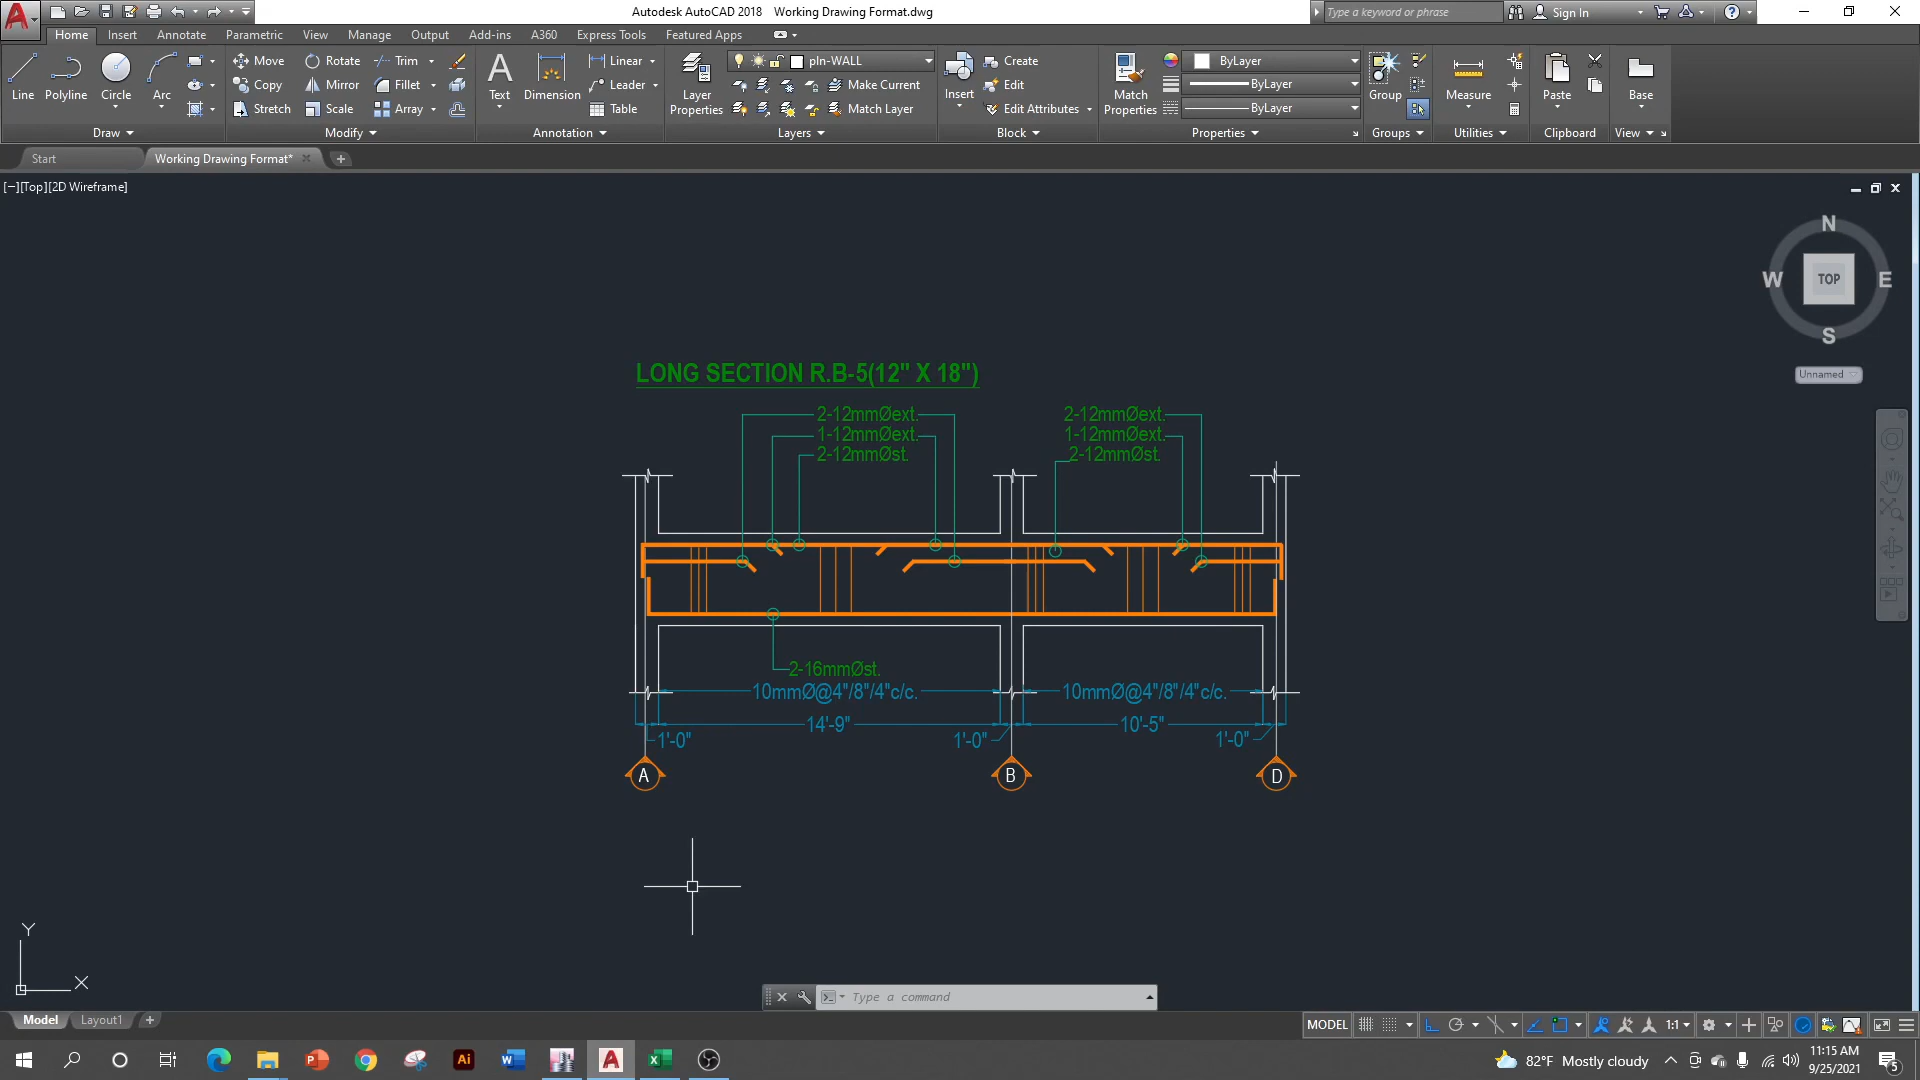 Autodesk AutoCAD 2018 Working Drawing Format.dwg
Type a keyword or phrase
Sign In
Home Insert Annotate Parametric View Manage Output Add-ins A360 Express Tools Featured Apps
Line Polyline Circle Arc
Move Rotate Trim
Copy Mirror Fillet
Stretch Scale Array
Text Dimension
Linear
Leader
Table
Layer Properties
pln-WALL
Make Current
Match Layer
Insert
Create
Edit
Edit Attributes
Match Properties
ByLayer
ByLayer
ByLayer
Group
Measure
Paste
Base
Draw Modify Annotation Layers Block Properties Groups Utilities Clipboard View
Start Working Drawing Format*
[−][Top][2D Wireframe]
N
W TOP E
S
Unnamed
LONG SECTION R.B-5(12" X 18")
2-12mmØext. 2-12mmØext.
1-12mmØext. 1-12mmØext.
2-12mmØst. 2-12mmØst.
2-16mmØst.
10mmØ@4"/8"/4"c/c. 10mmØ@4"/8"/4"c/c.
14'-9" 10'-5"
1'-0" 1'-0" 1'-0"
A B D
Y
X
Type a command
Model Layout1
MODEL 1:1
82°F Mostly cloudy
11:15 AM
9/25/2021
5